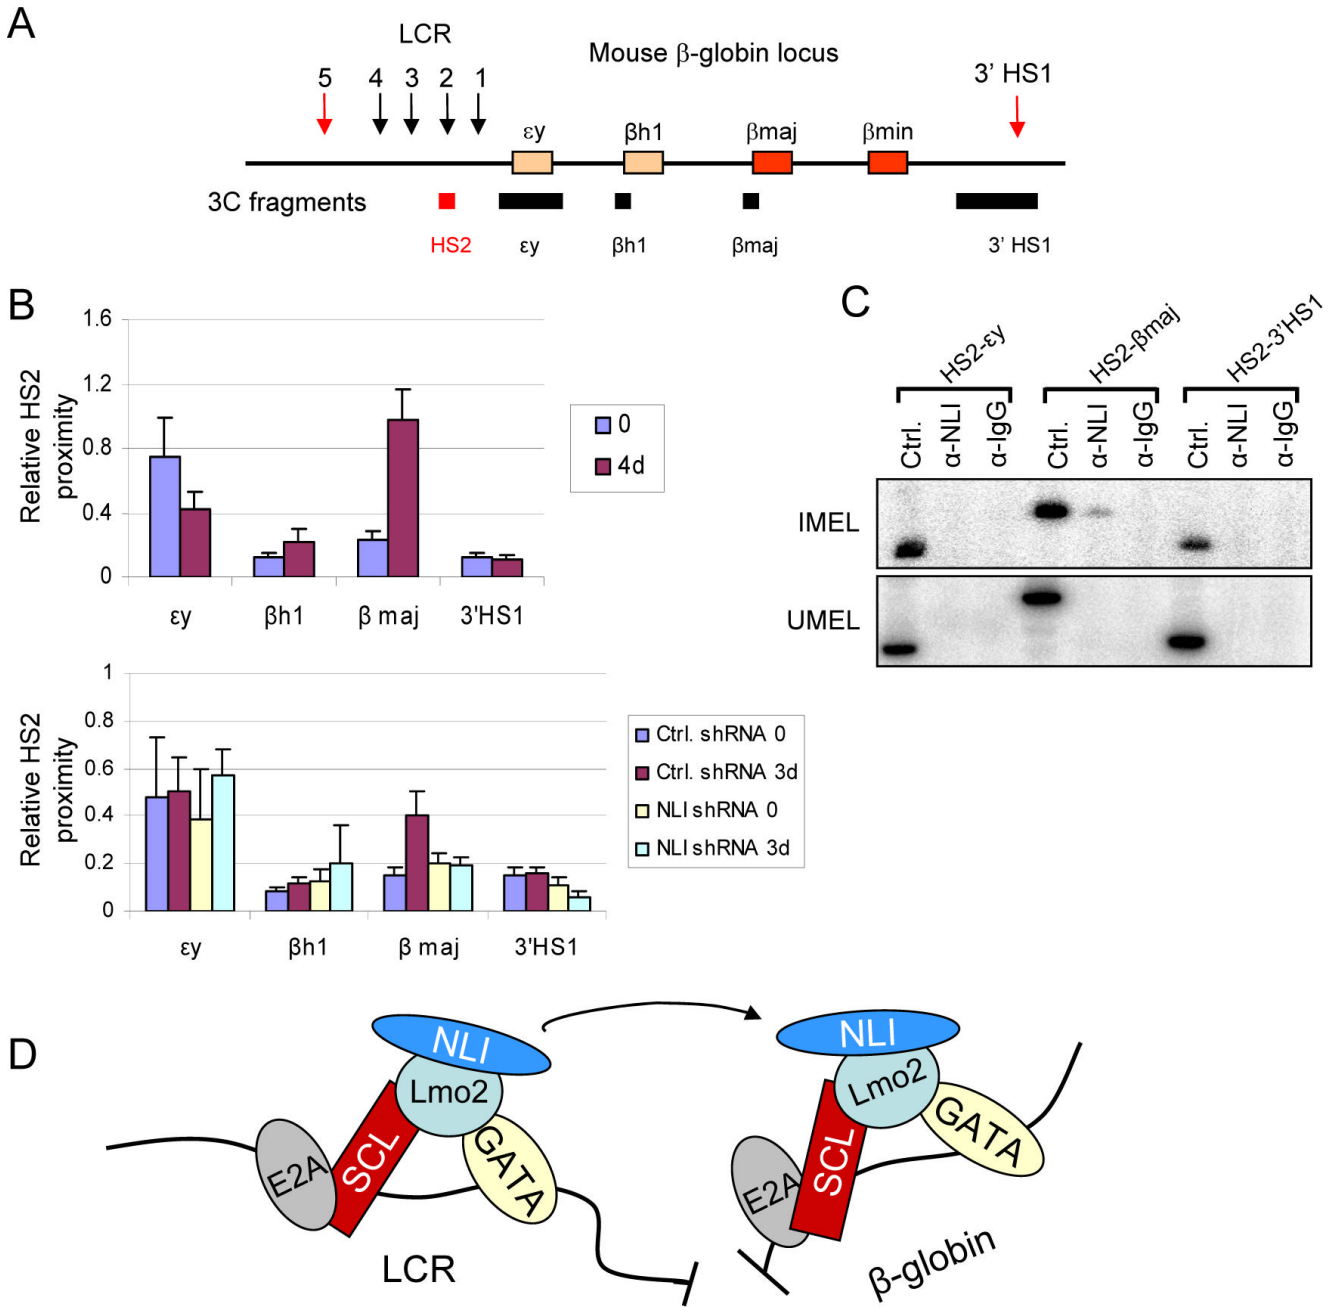 A
LCR
Mouse β-globin locus
5 4 3 2 1
3' HS1
εy βh1 βmaj βmin
3C fragments
HS2 εy βh1 βmaj 3' HS1
B
Relative HS2
proximity
1.6
1.2
0.8
0.4
0
εy βh1 β maj 3'HS1
0
4d
C
HS2-εy HS2-βmaj HS2-3'HS1
Ctrl. α-NLI α-IgG Ctrl. α-NLI α-IgG Ctrl. α-NLI α-IgG
IMEL
UMEL
Relative HS2
proximity
1
0.8
0.6
0.4
0.2
0
εy βh1 β maj 3'HS1
Ctrl. shRNA 0
Ctrl. shRNA 3d
NLI shRNA 0
NLI shRNA 3d
D
NLI
Lmo2
SCL
E2A
GATA
LCR
NLI
Lmo2
GATA
SCL
E2A
β-globin